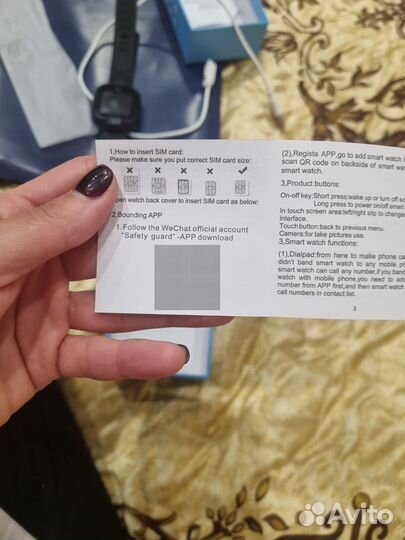 1,How to insert SIM card:
Please make sure you put correct SIM card size:
open watch back cover to insert SIM card as below:
2.Bounding APP
1.Follow the WeChat official account
"Safety guard" -APP download
(2),Regista APP,go to add smart watch
scan QR code on backside of smart
smart watch.
3,Product buttons:
On-off key:Short press:wake up or turn off
Long press to power on/off smart
In touch screen area:left/right slip to change
interface.
Touch button:back to previous menu.
Camera:for take pictures use.
3,Smart watch functions:
(1),Dialpad:from here to make phone
didn't band smart watch to any mobile
smart watch can call any number,if you band
watch with mobile phone,you need to
number from APP first,and then smart
call numbers in contact list.
3
Avito